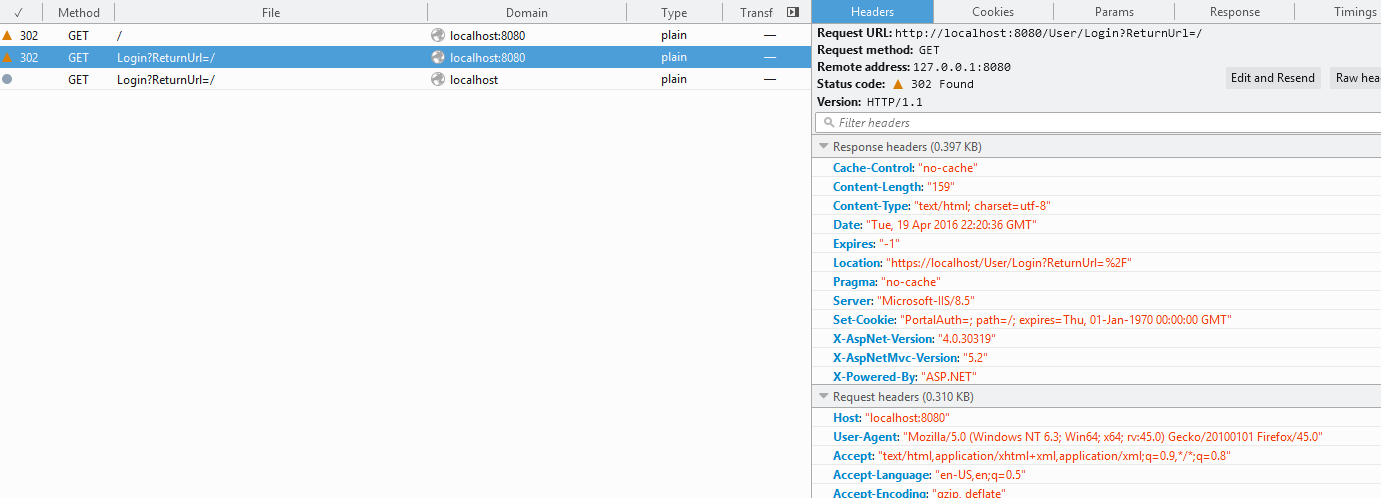 ✓ Method File Domain Type Transf
302 GET / localhost:8080 plain —
302 GET Login?ReturnUrl=/ localhost:8080 plain —
GET Login?ReturnUrl=/ localhost plain —
Headers Cookies Params Response Timings
Request URL: http://localhost:8080/User/Login?ReturnUrl=/
Request method: GET
Remote address: 127.0.0.1:8080
Status code: 302 Found
Edit and Resend Raw hea
Version: HTTP/1.1
Filter headers
Response headers (0.397 KB)
Cache-Control: "no-cache"
Content-Length: "159"
Content-Type: "text/html; charset=utf-8"
Date: "Tue, 19 Apr 2016 22:20:36 GMT"
Expires: "-1"
Location: "https://localhost/User/Login?ReturnUrl=%2F"
Pragma: "no-cache"
Server: "Microsoft-IIS/8.5"
Set-Cookie: "PortalAuth=; path=/; expires=Thu, 01-Jan-1970 00:00:00 GMT"
X-AspNet-Version: "4.0.30319"
X-AspNetMvc-Version: "5.2"
X-Powered-By: "ASP.NET"
Request headers (0.310 KB)
Host: "localhost:8080"
User-Agent: "Mozilla/5.0 (Windows NT 6.3; Win64; x64; rv:45.0) Gecko/20100101 Firefox/45.0"
Accept: "text/html,application/xhtml+xml,application/xml;q=0.9,*/*;q=0.8"
Accept-Language: "en-US,en;q=0.5"
Accept-Encoding: "gzip, deflate"